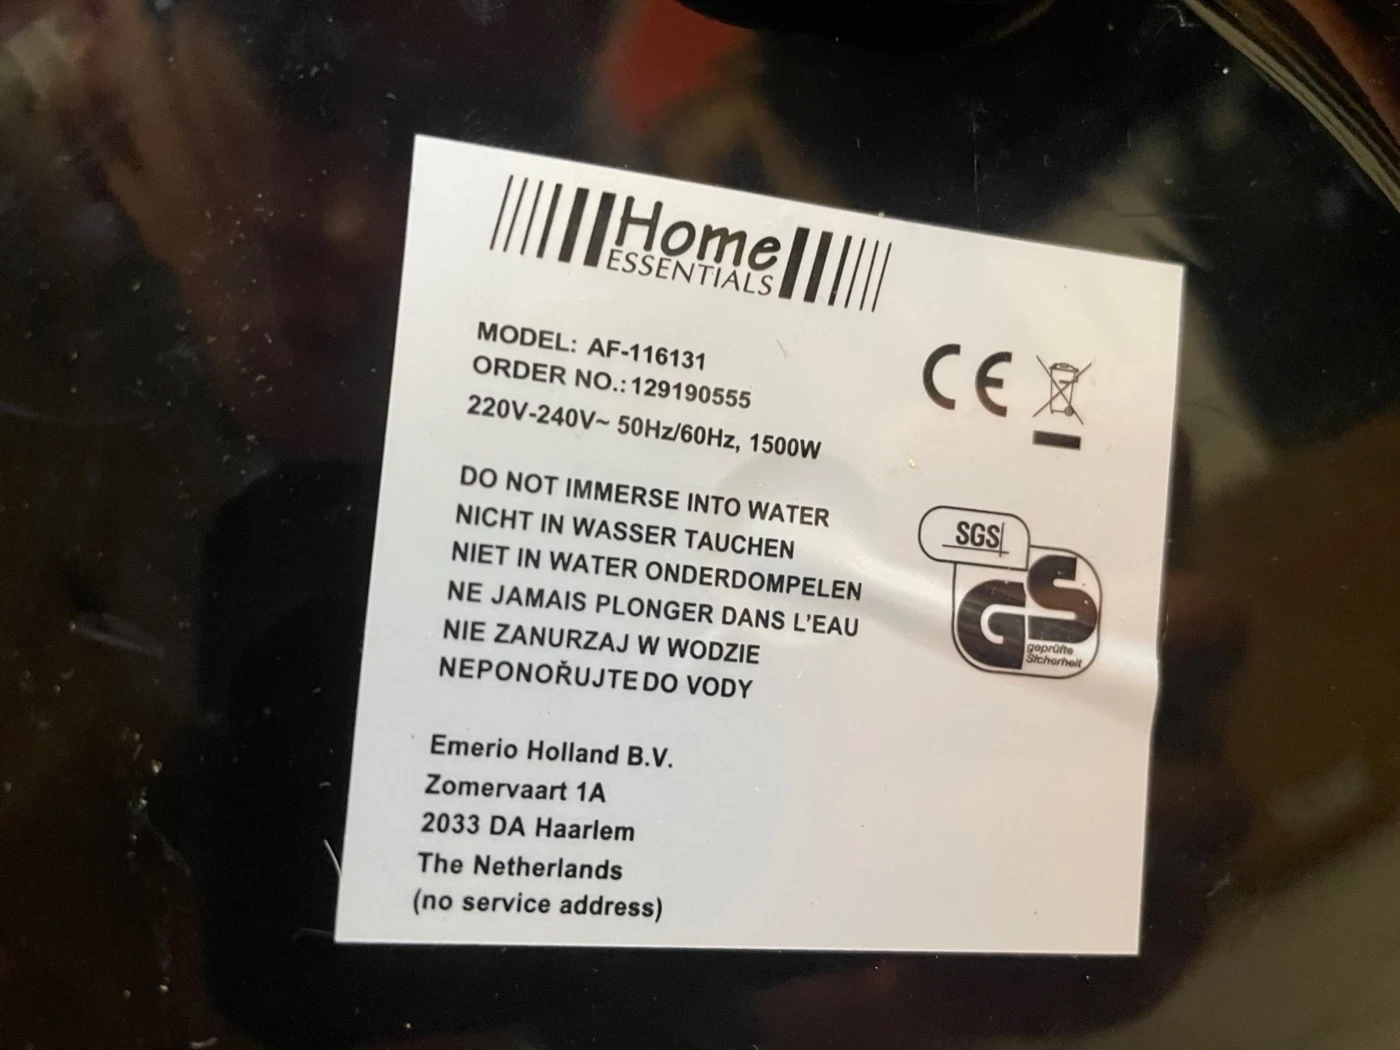 Home
ESSENTIALS
MODEL: AF-116131
ORDER NO.:129190555
220V-240V~ 50Hz/60Hz, 1500W
CE
DO NOT IMMERSE INTO WATER
NICHT IN WASSER TAUCHEN
NIET IN WATER ONDERDOMPELEN
NE JAMAIS PLONGER DANS L'EAU
NIE ZANURZAJ W WODZIE
NEPONOŘUJTE DO VODY
SGS
GS
geprüfte
Sicherheit
Emerio Holland B.V.
Zomervaart 1A
2033 DA Haarlem
The Netherlands
(no service address)